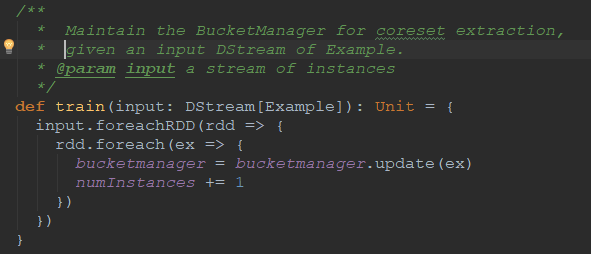 /**
 *  Maintain the BucketManager for coreset extraction,
 *  given an input DStream of Example.
 * @param input a stream of instances
 */
def train(input: DStream[Example]): Unit = {
  input.foreachRDD(rdd => {
    rdd.foreach(ex => {
      bucketmanager = bucketmanager.update(ex)
      numInstances += 1
    })
  })
}